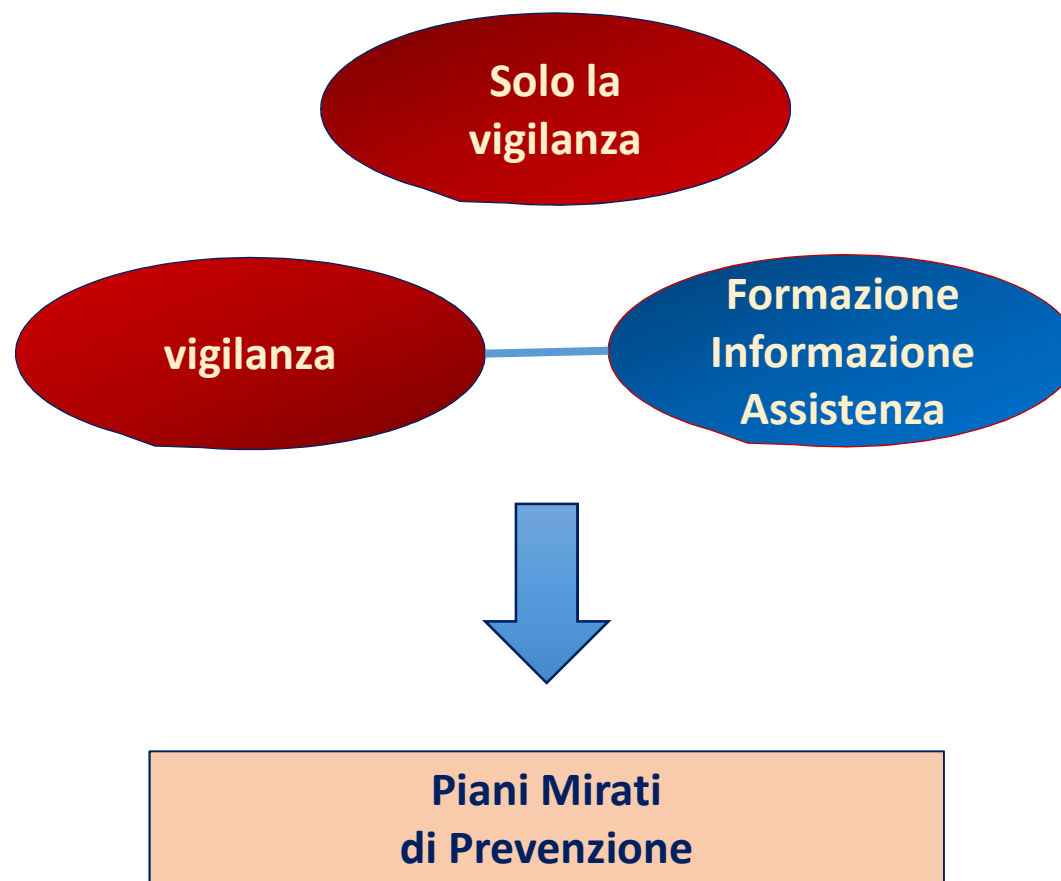 Solo la
vigilanza
vigilanza
Formazione
Informazione
Assistenza
Piani Mirati
di Prevenzione